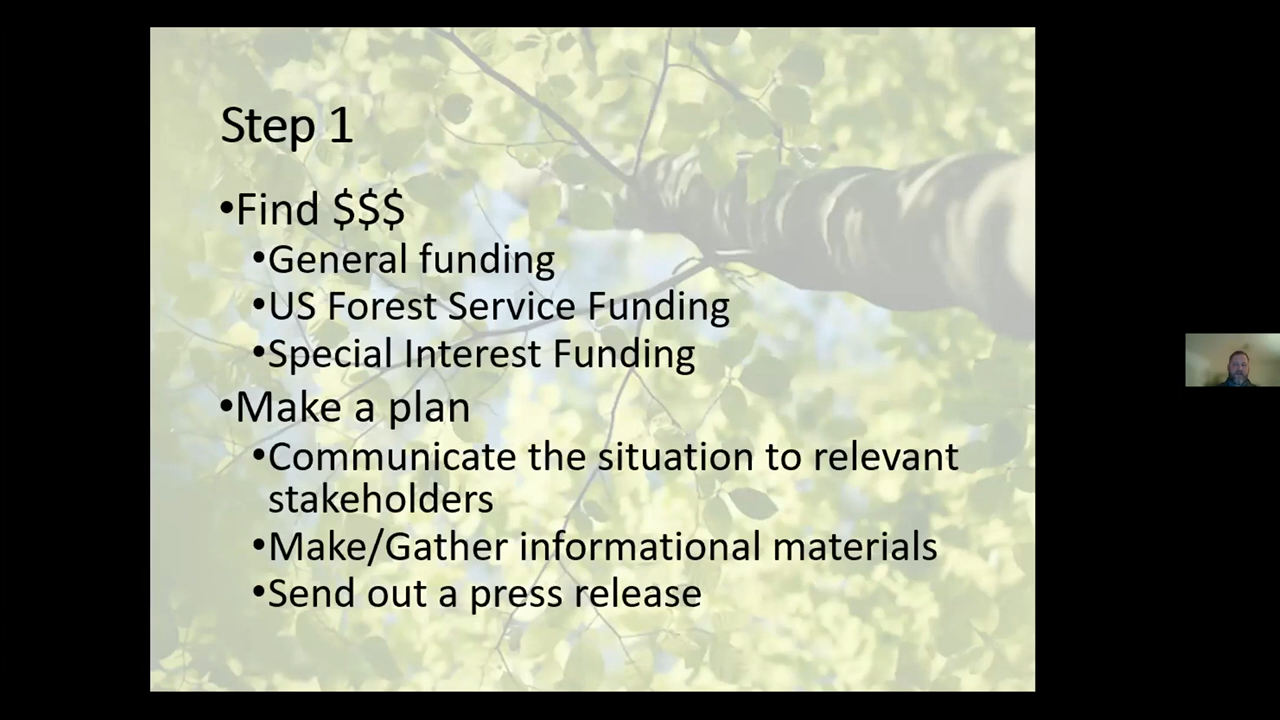 Step 1
•Find $$$
•General funding
•US Forest Service Funding
•Special Interest Funding
•Make a plan
•Communicate the situation to relevant
stakeholders
•Make/Gather informational materials
•Send out a press release